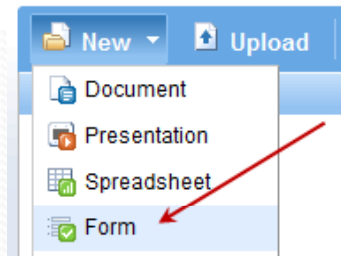 New Upload
Document
Presentation
Spreadsheet
Form